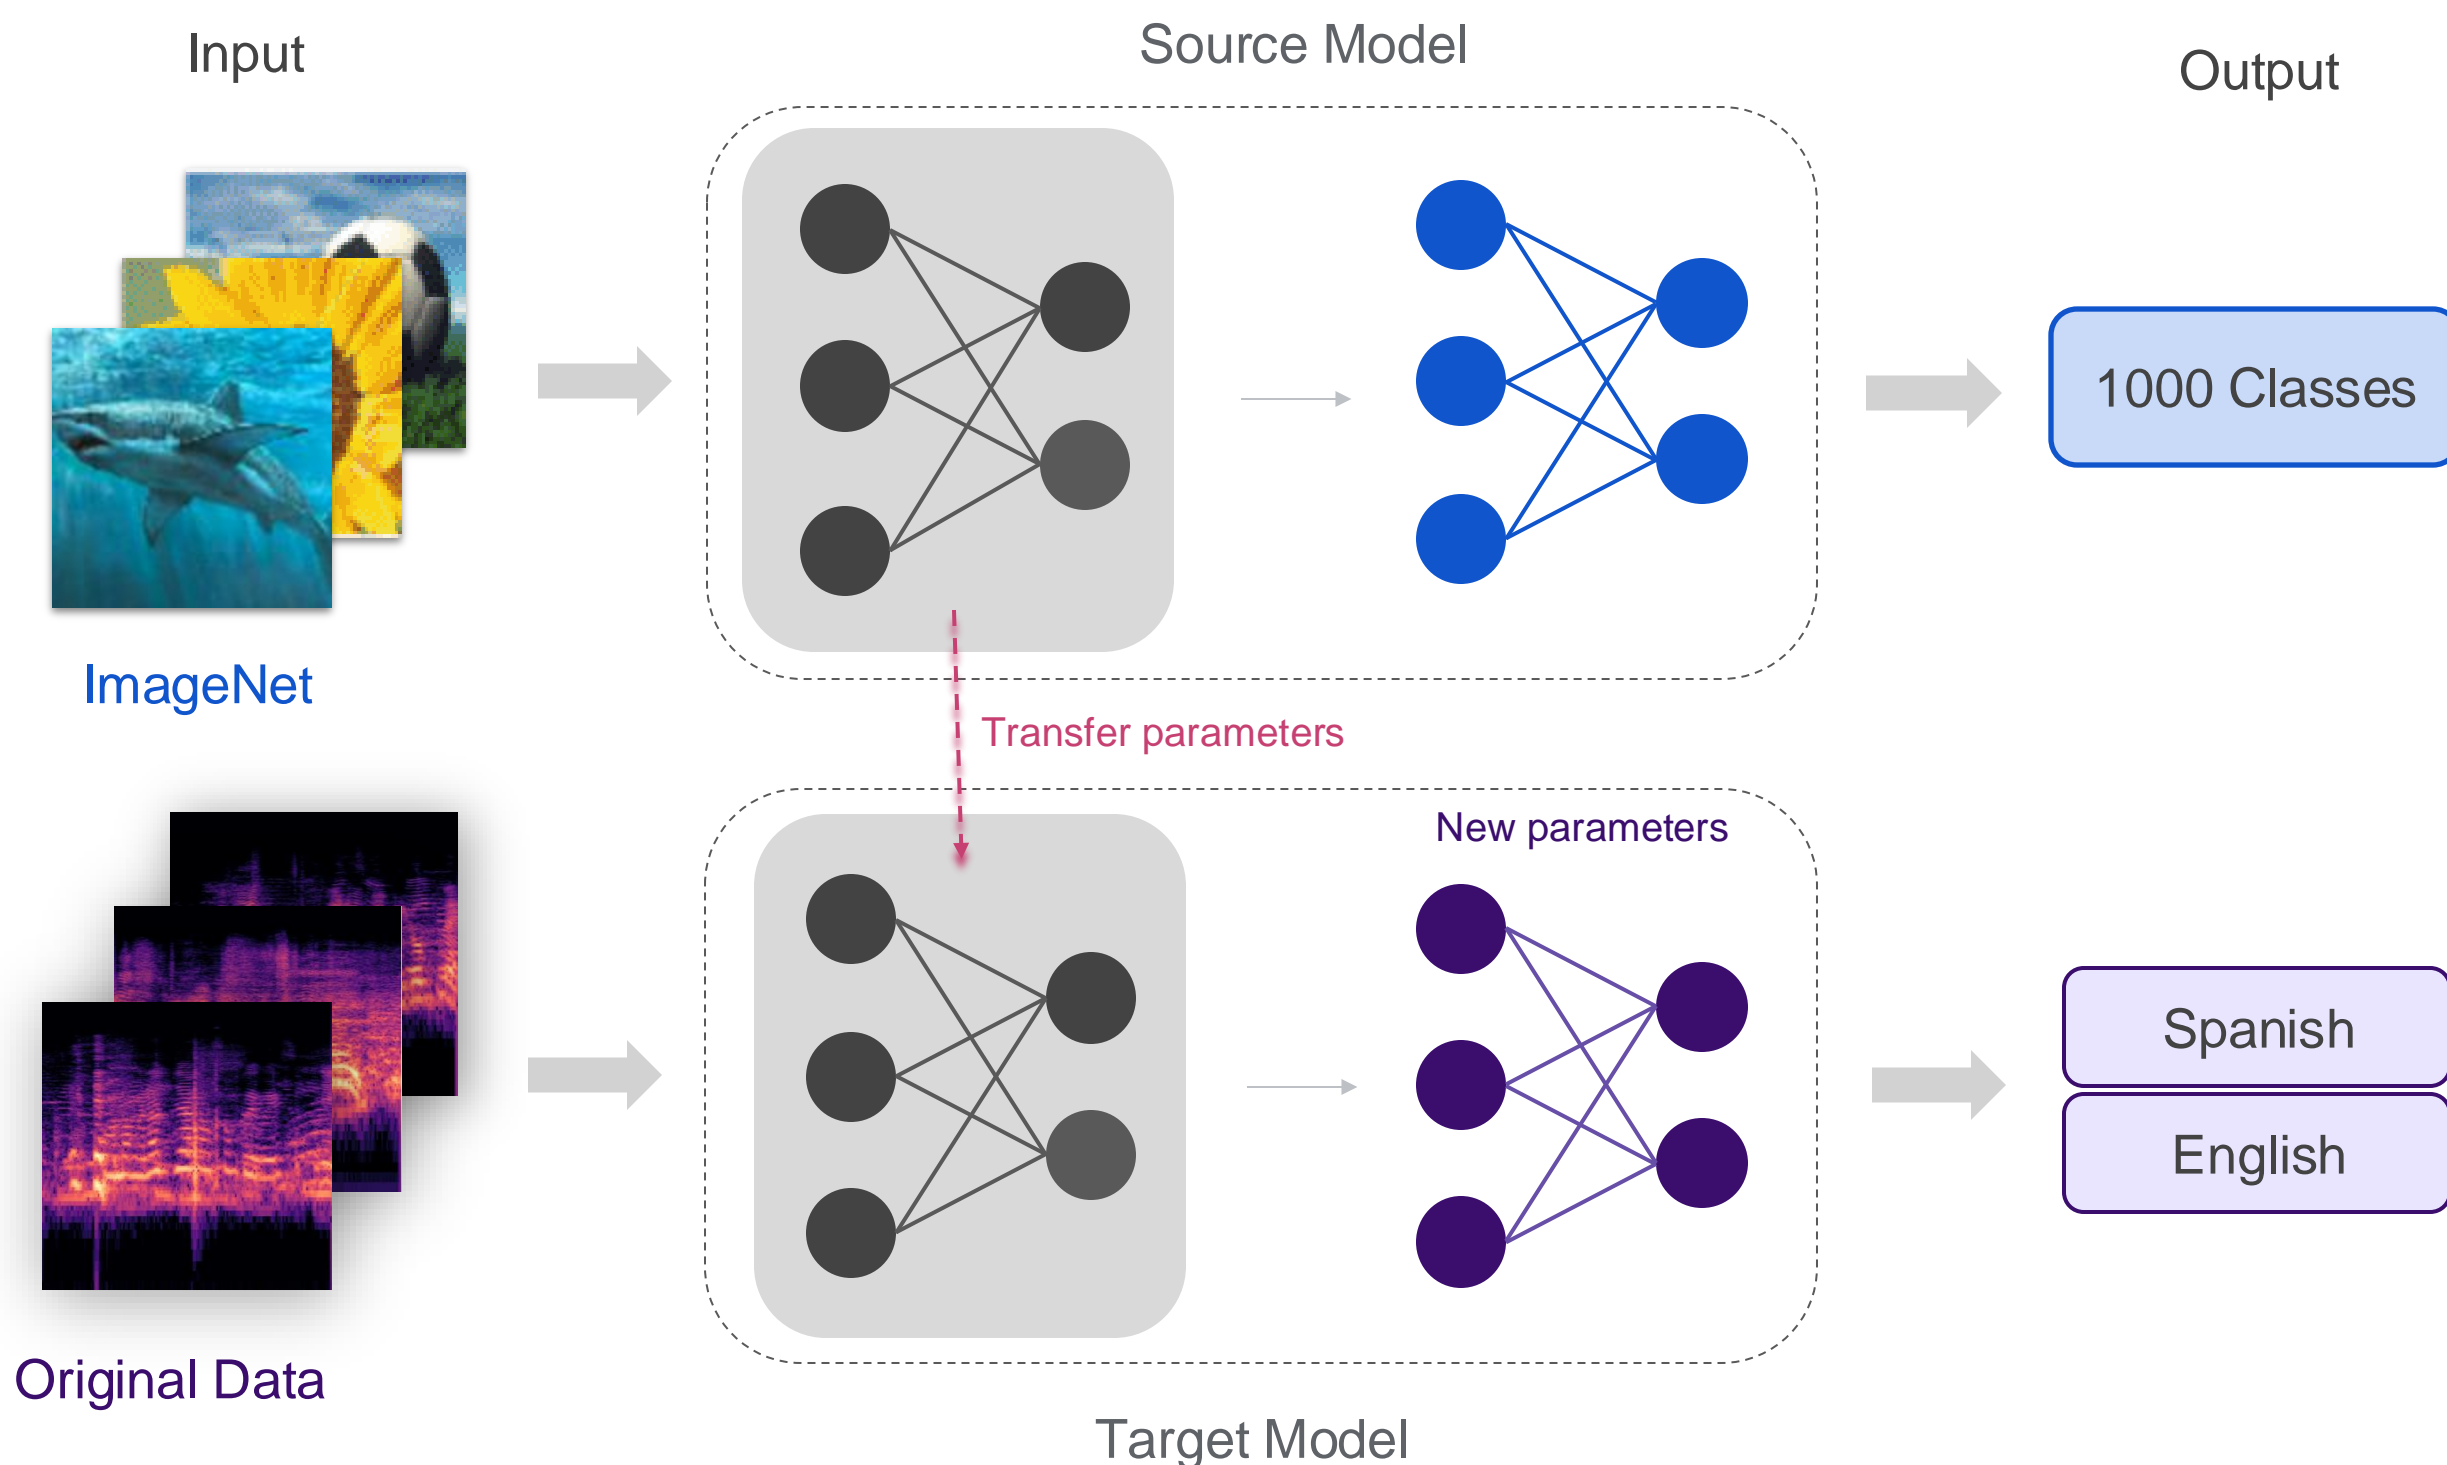 Input
Source Model
Output
1000 Classes
ImageNet
Transfer parameters
New parameters
Spanish
English
Original Data
Target Model